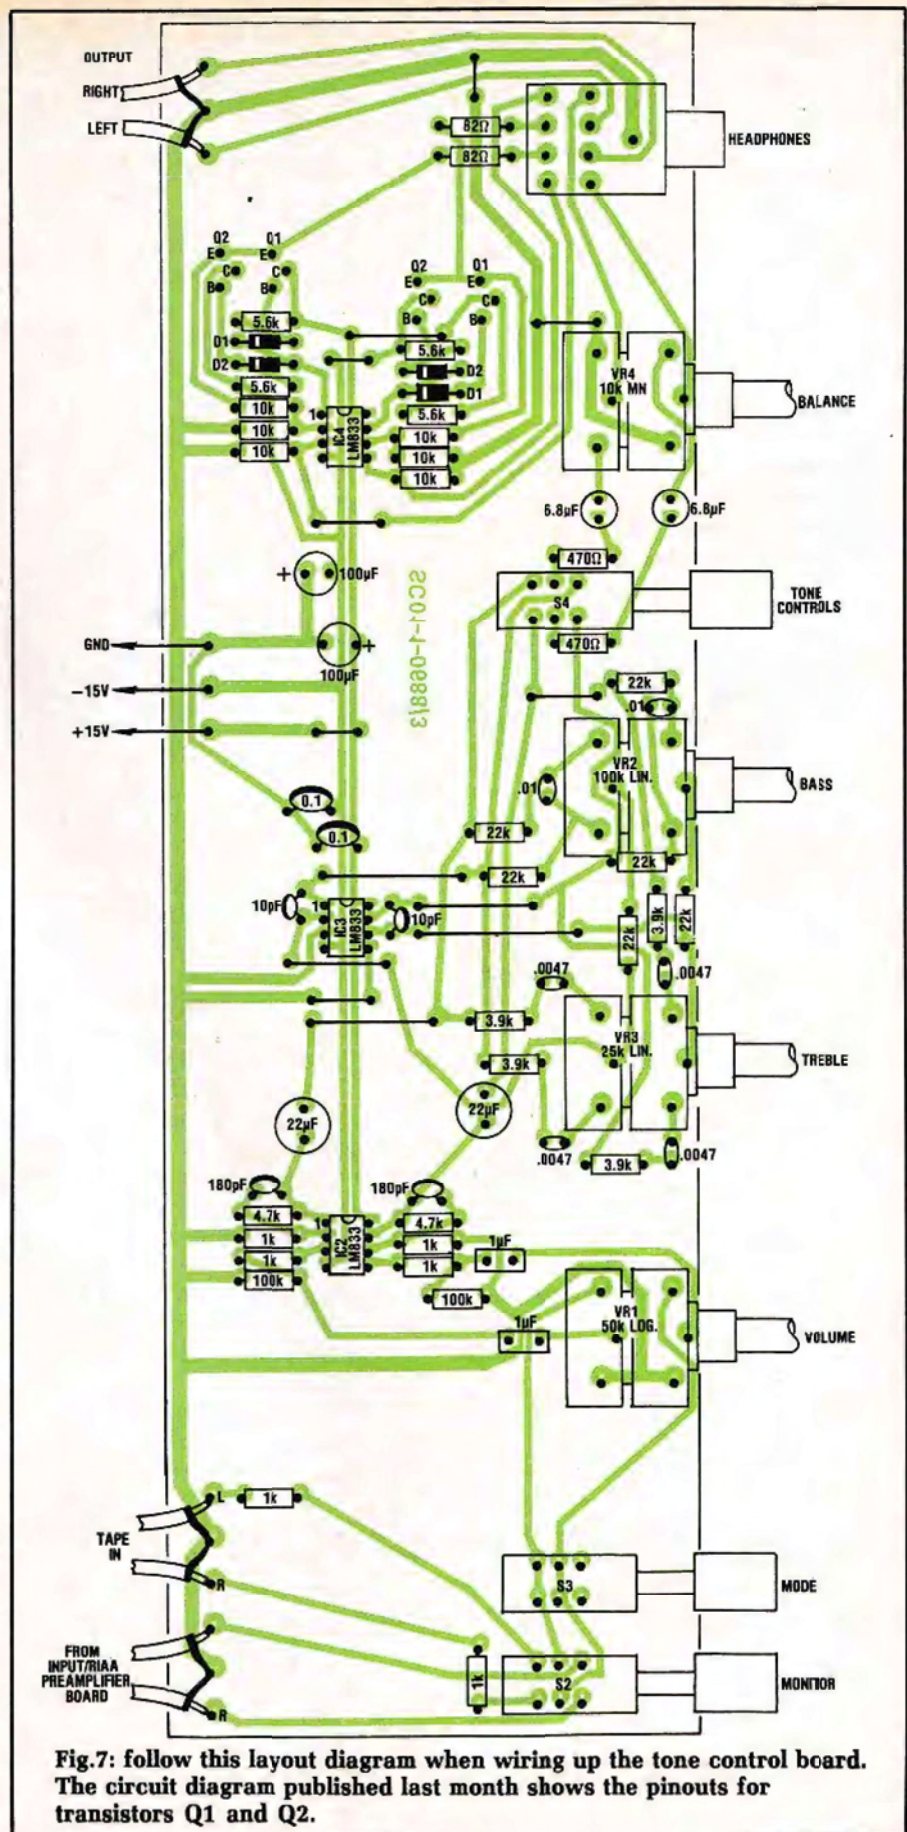 OUTPUT
RIGHT
LEFT
82Ω
82Ω
HEADPHONES
Q2
Q1
E
E
C
C
B
B
Q2
Q1
E
E
C
C
B
B
5.6k
D1
D2
5.6k
10k
10k
10k
1
IC4
LM833
5.6k
D2
D1
5.6k
10k
10k
10k
VR4
10k MN
BALANCE
6.8µF
6.8µF
470Ω
S4
470Ω
TONE
CONTROLS
+
100µF
+
100µF
SC01-1-0688/3
GND
−15V
+15V
22k
.01
VR2
100k LIN.
BASS
.01
0.1
0.1
22k
22k
22k
10pF
1
IC3
LM833
10pF
22k
3.9k
22k
.0047
.0047
3.9k
VR3
25k LIN.
TREBLE
3.9k
22µF
22µF
.0047
3.9k
.0047
180pF
180pF
4.7k
1k
1k
100k
1
IC2
LM833
4.7k
1k
1k
1µF
100k
1µF
VR1
50k LOG.
VOLUME
L
1k
TAPE
IN
R
S3
MODE
FROM
INPUT/RIAA
PREAMPLIFIER
BOARD
R
1k
S2
MONITOR
Fig.7: follow this layout diagram when wiring up the tone control board.
The circuit diagram published last month shows the pinouts for
transistors Q1 and Q2.